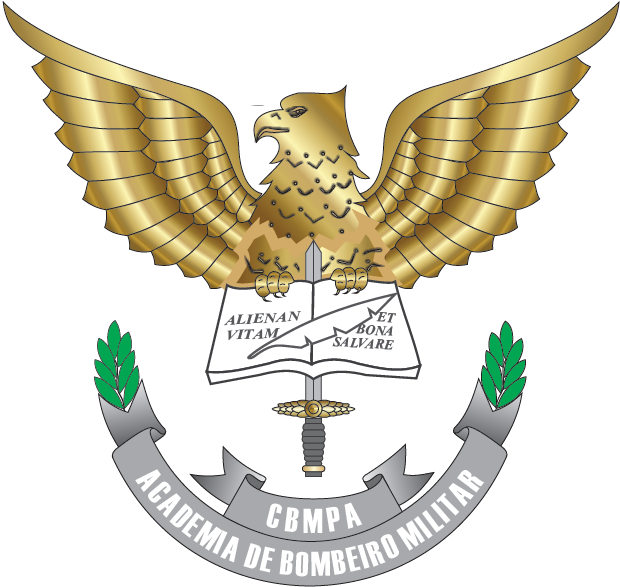 ALIENAN
VITAM
ET
BONA
SALVARE
CBMPA
ACADEMIA DE BOMBEIRO MILITAR